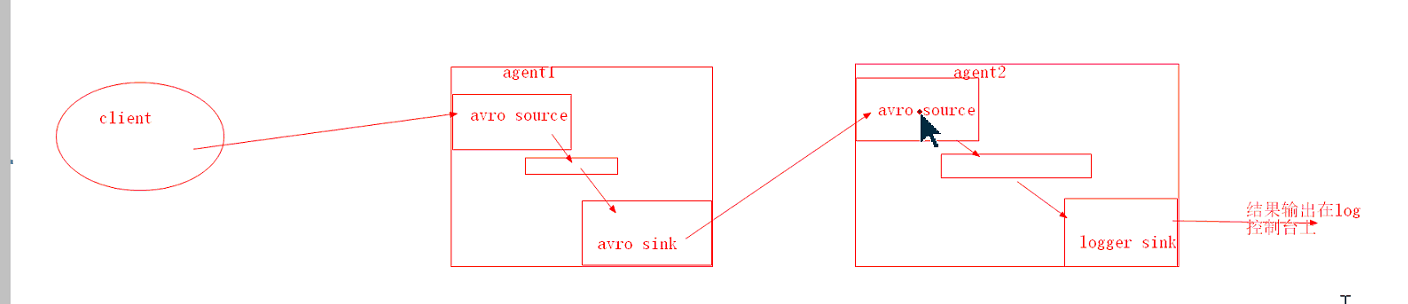 client
agent1
avro source
avro sink
agent2
avro source
logger sink
结果输出在log
控制台上